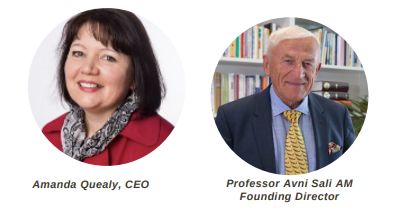 Amanda Quealy, CEO
Professor Avni Sali AM
Founding Director